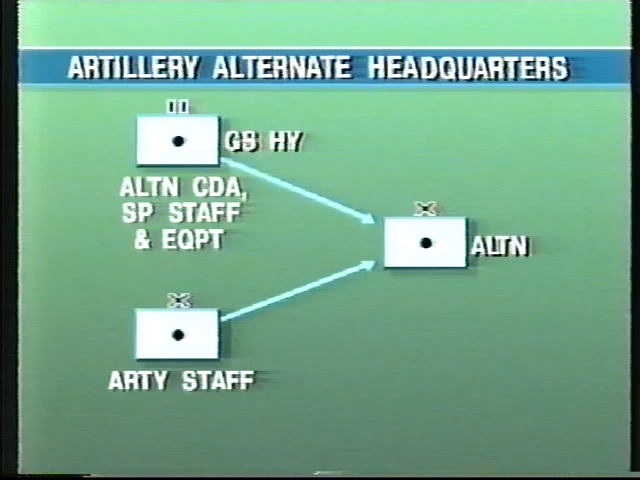 ARTILLERY ALTERNATE HEADQUARTERS
GS HY
ALTN CDA,
SP STAFF
& EQPT
ALTN
ARTY STAFF